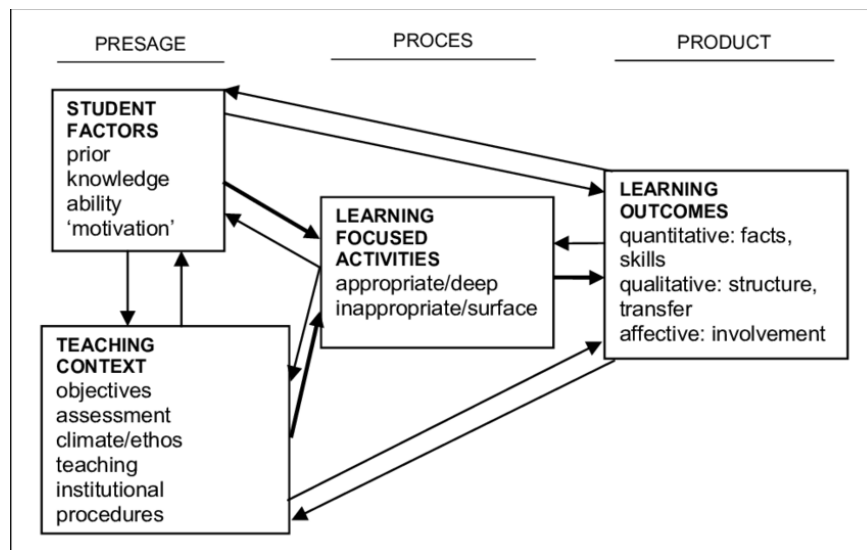 PRESAGE
PROCES
PRODUCT
STUDENT
FACTORS
prior
knowledge
ability
‘motivation’
LEARNING
FOCUSED
ACTIVITIES
appropriate/deep
inappropriate/surface
LEARNING
OUTCOMES
quantitative: facts,
skills
qualitative: structure,
transfer
affective: involvement
TEACHING
CONTEXT
objectives
assessment
climate/ethos
teaching
institutional
procedures